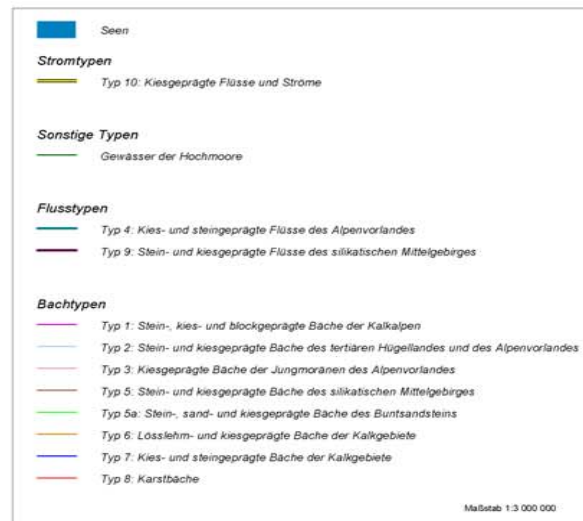 Seen
Stromtypen
Typ 10: Kiesgeprägte Flüsse und Ströme
Sonstige Typen
Gewässer der Hochmoore
Flusstypen
Typ 4: Kies- und steingeprägte Flüsse des Alpenvorlandes
Typ 9: Stein- und kiesgeprägte Flüsse des silikatischen Mittelgebirges
Bachtypen
Typ 1: Stein-, kies- und blockgeprägte Bäche der Kalkalpen
Typ 2: Stein- und kiesgeprägte Bäche des tertiären Hügellandes und des Alpenvorlandes
Typ 3: Kiesgeprägte Bäche der Jungmoränen des Alpenvorlandes
Typ 5: Stein- und kiesgeprägte Bäche des silikatischen Mittelgebirges
Typ 5a: Stein-, sand- und kiesgeprägte Bäche des Buntsandsteins
Typ 6: Lösslehm- und kiesgeprägte Bäche der Kalkgebiete
Typ 7: Kies- und steingeprägte Bäche der Kalkgebiete
Typ 8: Karstbäche
Maßstab 1:3 000 000